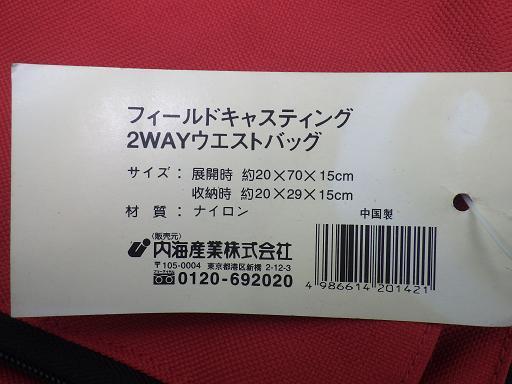 フィールドキャスティング
2WAYウエストバッグ
サイズ：展開時 約20×70×15cm
収納時 約20×29×15cm
材質：ナイロン
中国製
(販売元)
内海産業株式会社
〒105-0004 東京都港区新橋 2-12-3
0120-692020
4 986614 201421